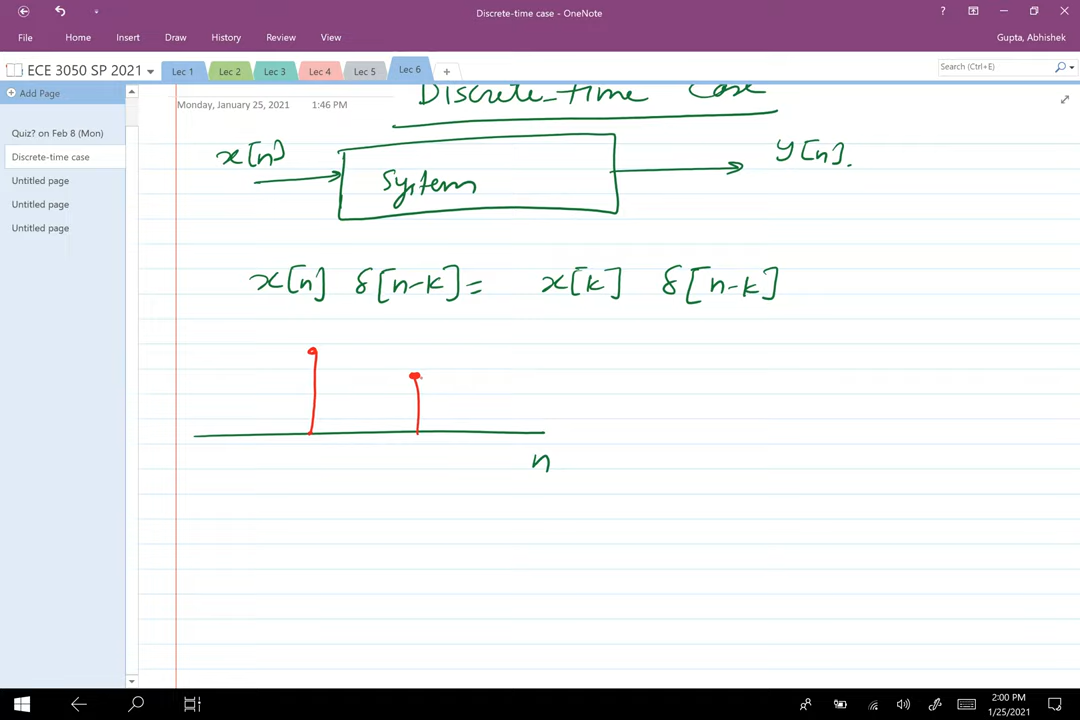 Discrete-time case - OneNote
File Home Insert Draw History Review View
Gupta, Abhishek
ECE 3050 SP 2021
Lec 1 Lec 2 Lec 3 Lec 4 Lec 5 Lec 6
Search (Ctrl+E)
Add Page
Quiz? on Feb 8 (Mon)
Discrete-time case
Untitled page
Untitled page
Untitled page
Monday, January 25, 2021 1:46 PM
Discrete-time Case
x[n]
System
y[n].
x[n] δ[n-k] = x[k] δ[n-k]
n
2:00 PM
1/25/2021